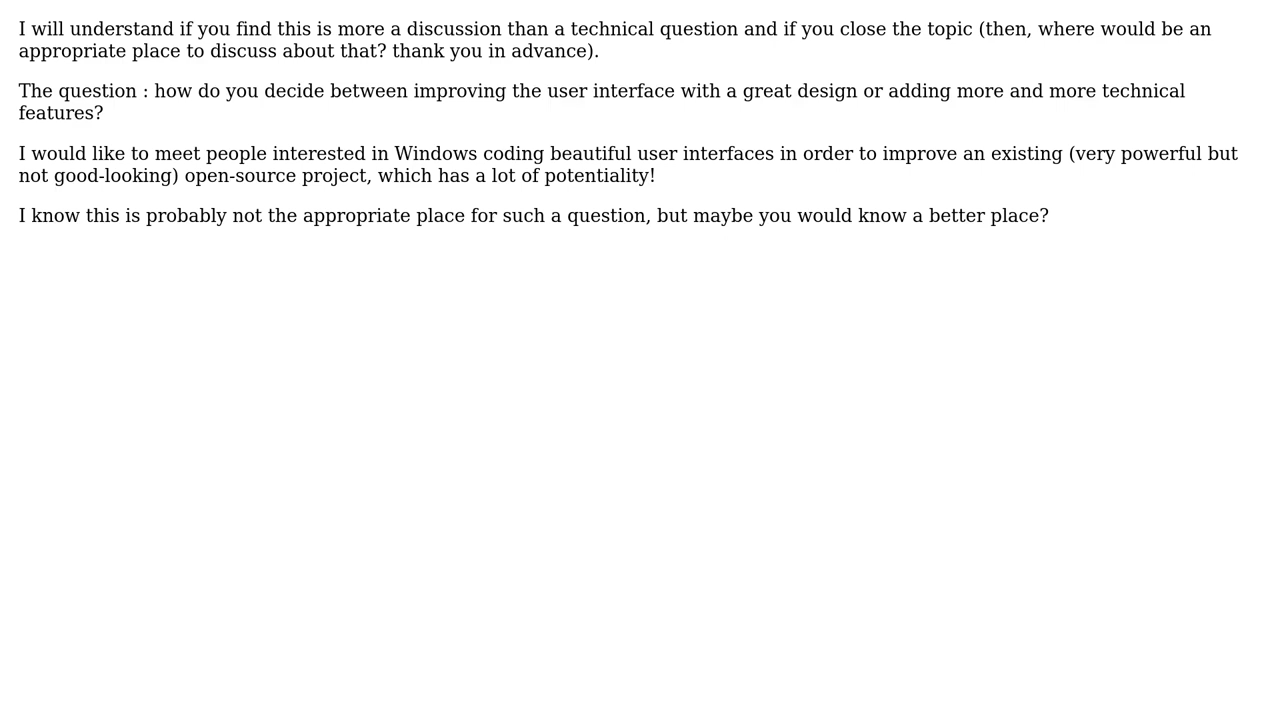 I will understand if you find this is more a discussion than a technical question and if you close the topic (then, where would be an
appropriate place to discuss about that? thank you in advance).
The question : how do you decide between improving the user interface with a great design or adding more and more technical
features?
I would like to meet people interested in Windows coding beautiful user interfaces in order to improve an existing (very powerful but
not good-looking) open-source project, which has a lot of potentiality!
I know this is probably not the appropriate place for such a question, but maybe you would know a better place?